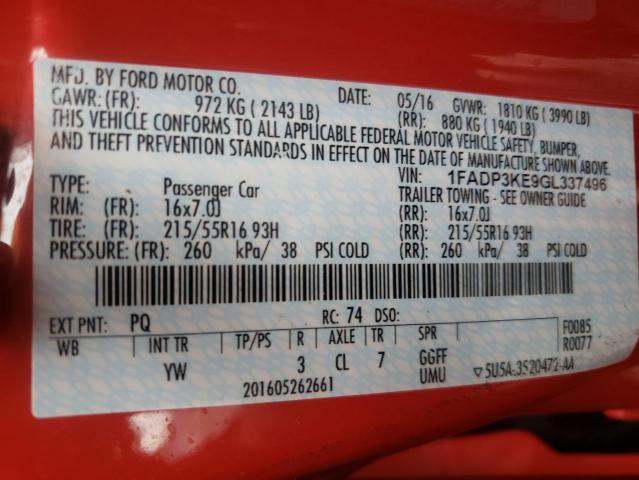 MFD. BY FORD MOTOR CO.
DATE: 05/16 GVWR: 1810 KG ( 3990 LB)
GAWR: (FR): 972 KG ( 2143 LB) (RR): 880 KG ( 1940 LB)
THIS VEHICLE CONFORMS TO ALL APPLICABLE FEDERAL MOTOR VEHICLE SAFETY, BUMPER,
AND THEFT PREVENTION STANDARDS IN EFFECT ON THE DATE OF MANUFACTURE SHOWN ABOVE.
VIN: 1FADP3KE9GL337496
TYPE: Passenger Car TRAILER TOWING - SEE OWNER GUIDE
RIM: (FR): 16x7.0J (RR): 16x7.0J
TIRE: (FR): 215/55R16 93H (RR): 215/55R16 93H
PRESSURE: (FR): 260 kPa/ 38 PSI COLD (RR): 260 kPa/ 38 PSI COLD
EXT PNT: PQ RC: 74 DSO: F0085
WB INT TR TP/PS R AXLE TR SPR R0077
YW 3 CL 7 GGFF
UMU ▽5U5A-3520472-AA
201605262661